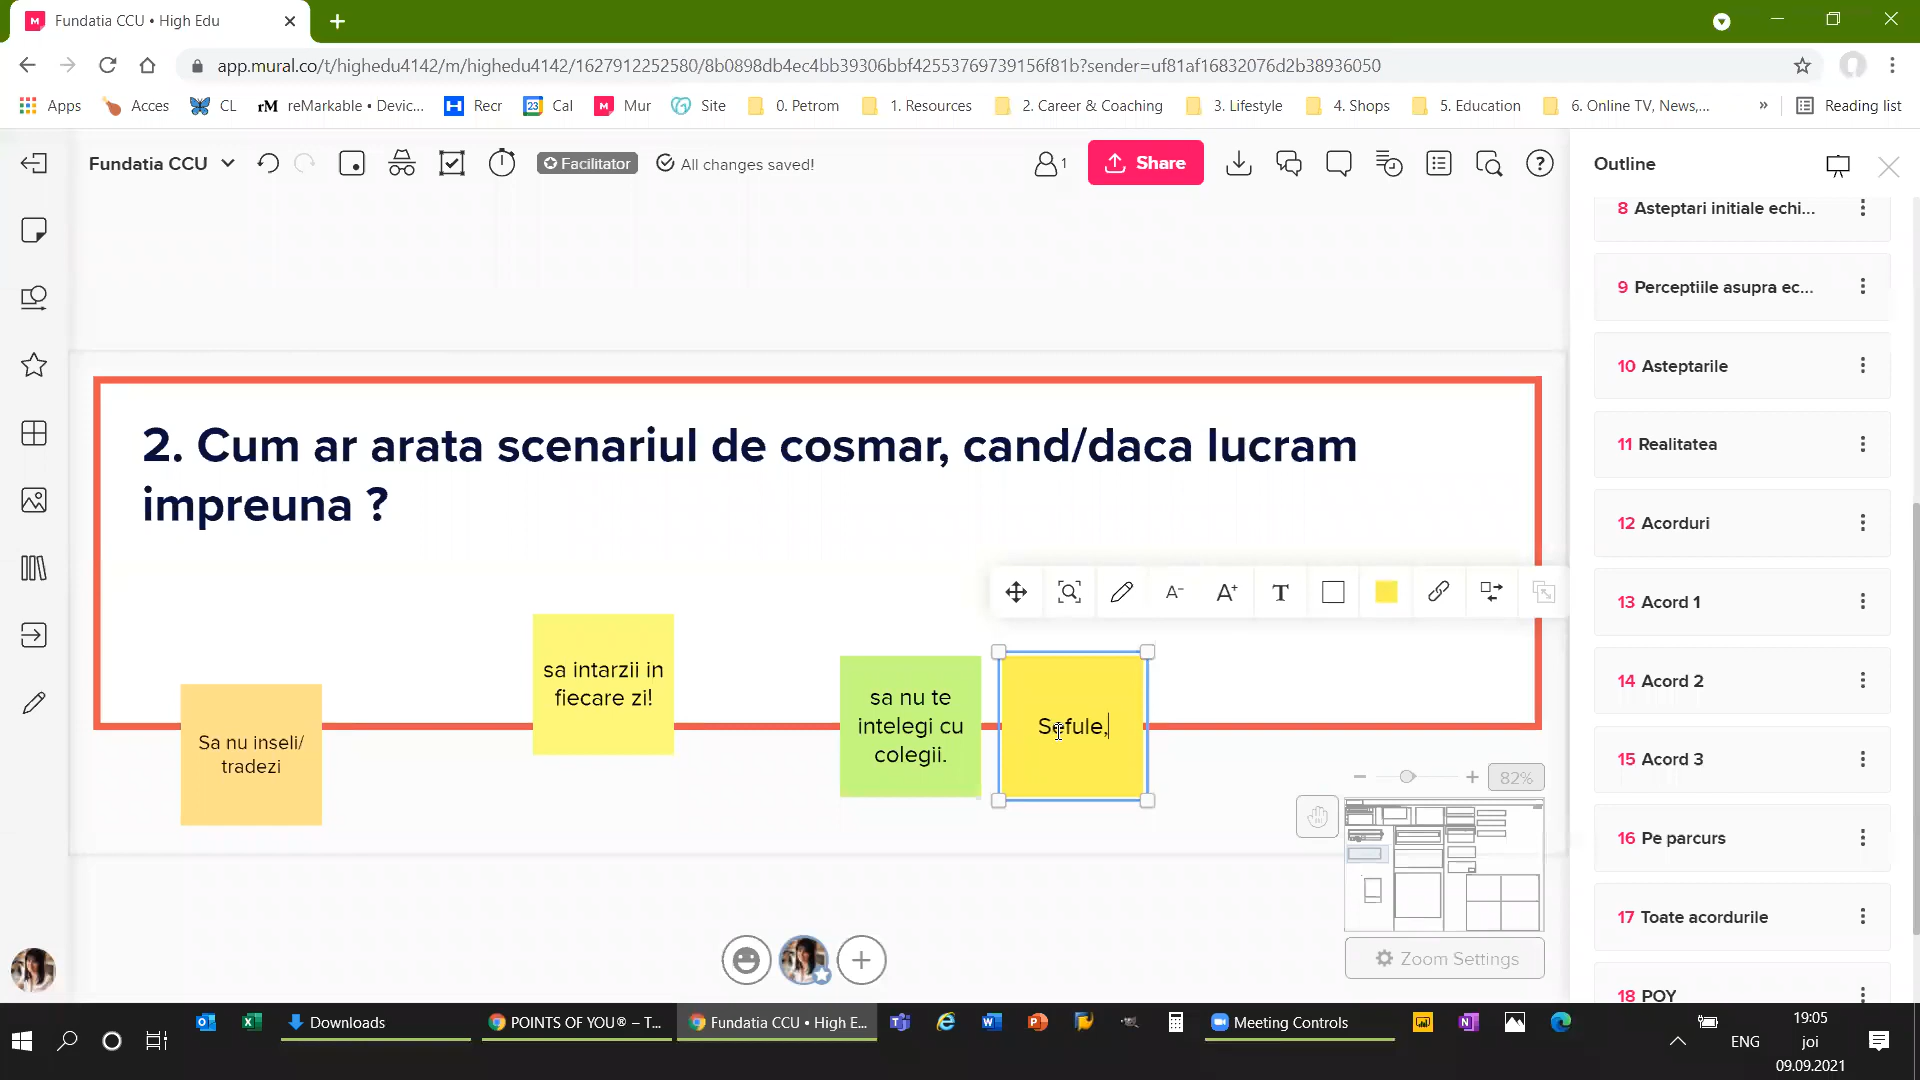 Fundatia CCU • High Edu
app.mural.co/t/highedu4142/m/highedu4142/1627912252580/8b0898db4ec4bb39306bbf42553769739156f81b?sender=uf81af16832076d2b38936050
Apps
Acces
CL
rM reMarkable • Devic...
Recr
23 Cal
Mur
Site
0. Petrom
1. Resources
2. Career & Coaching
3. Lifestyle
4. Shops
5. Education
6. Online TV, News,...
»
Reading list
Fundatia CCU
Facilitator
All changes saved!
1
Share
Outline
8 Asteptari initiale echi...
9 Perceptiile asupra ec...
10 Asteptarile
11 Realitatea
12 Acorduri
13 Acord 1
14 Acord 2
15 Acord 3
16 Pe parcurs
17 Toate acordurile
18 POY
2. Cum ar arata scenariul de cosmar, cand/daca lucram
impreuna ?
Sa nu inseli/
tradezi
sa intarzii in
fiecare zi!
sa nu te
intelegi cu
colegii.
Sefule,
82%
Zoom Settings
Downloads
POINTS OF YOU® – T...
Fundatia CCU • High E...
Meeting Controls
ENG
19:05
joi
09.09.2021